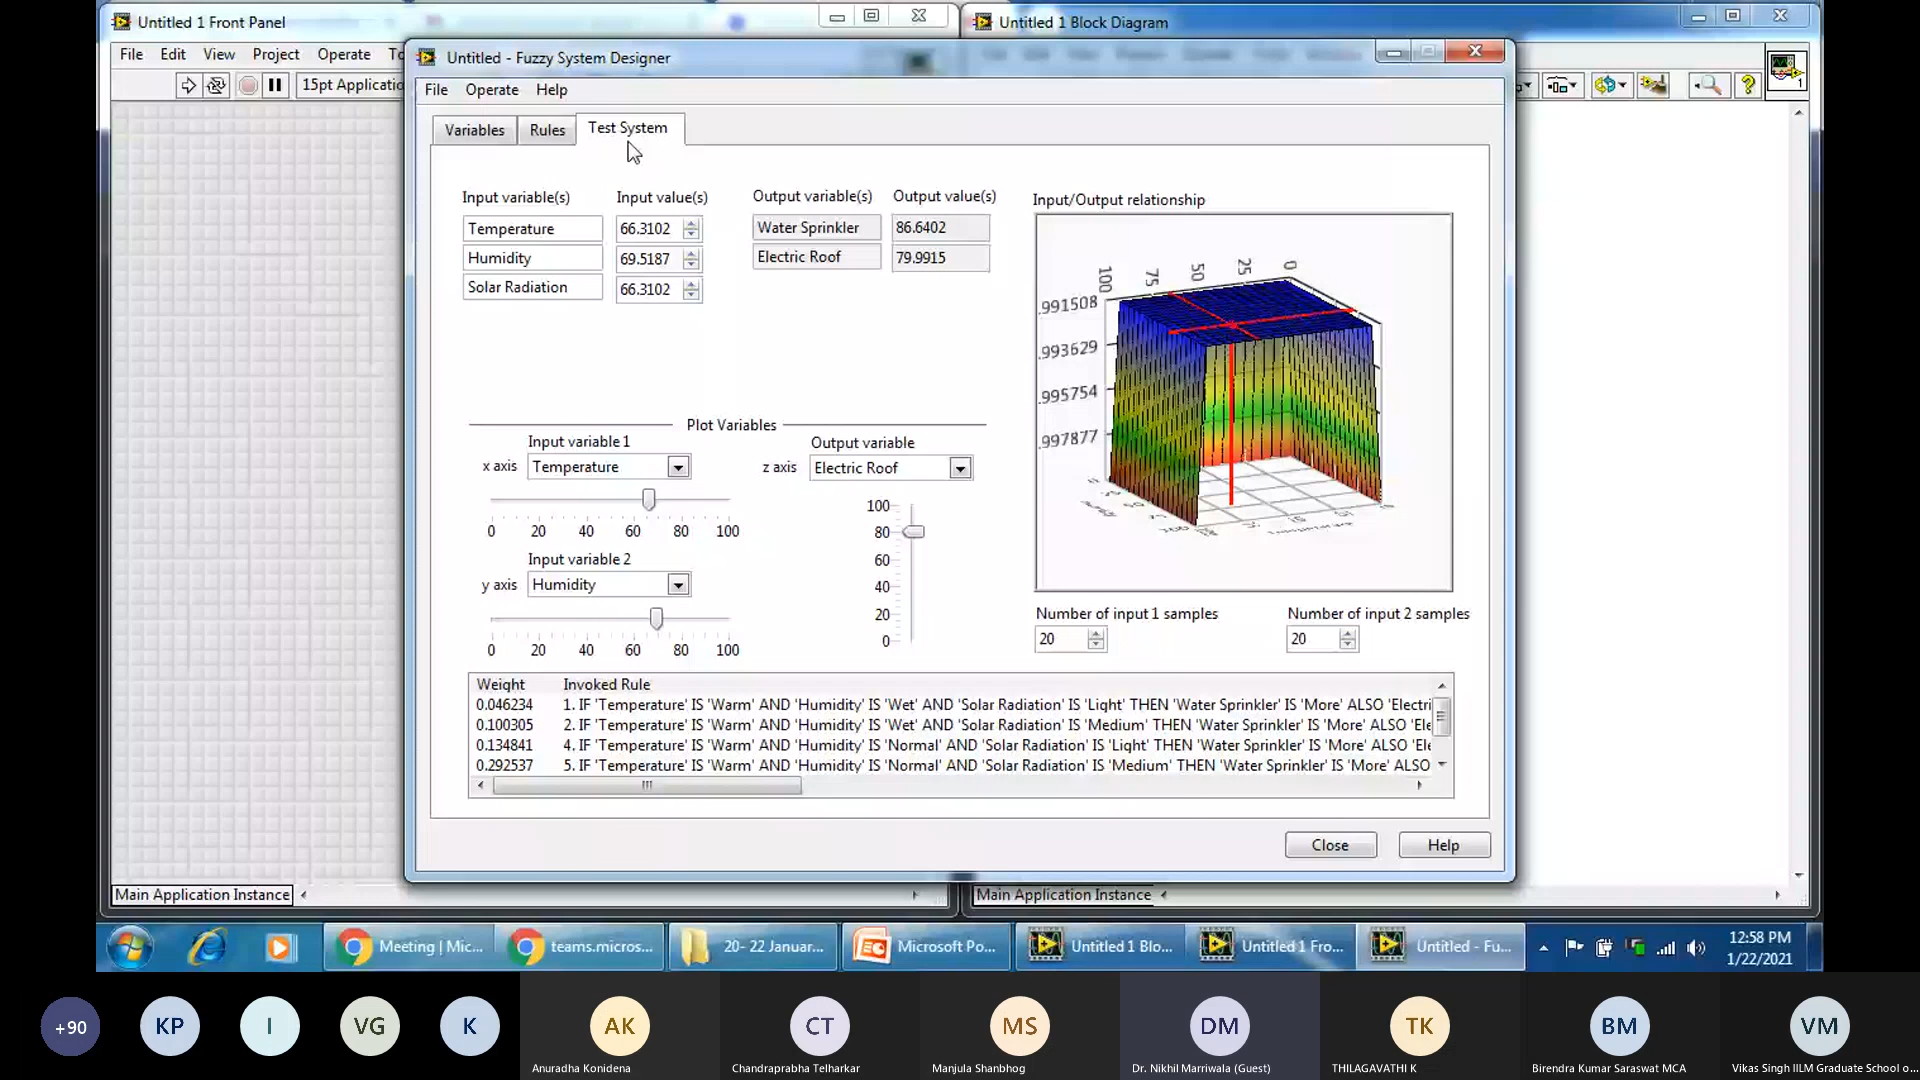 Untitled 1 Front Panel
Untitled 1 Block Diagram
File Edit View Project Operate
15pt Applicatio
Untitled - Fuzzy System Designer
File Operate Help
Variables Rules Test System
Input variable(s) Input value(s) Output variable(s) Output value(s) Input/Output relationship
Temperature 66.3102 Water Sprinkler 86.6402
Humidity 69.5187 Electric Roof 79.9915
Solar Radiation 66.3102
100 75 50 25 0
.991508
.993629
.995754
.997877
Plot Variables
Input variable 1 Output variable
x axis Temperature z axis Electric Roof
0 20 40 60 80 100
100
80
60
40
20
0
Input variable 2
y axis Humidity
0 20 40 60 80 100
Number of input 1 samples Number of input 2 samples
20 20
Weight Invoked Rule
0.046234 1. IF 'Temperature' IS 'Warm' AND 'Humidity' IS 'Wet' AND 'Solar Radiation' IS 'Light' THEN 'Water Sprinkler' IS 'More' ALSO 'Electri
0.100305 2. IF 'Temperature' IS 'Warm' AND 'Humidity' IS 'Wet' AND 'Solar Radiation' IS 'Medium' THEN 'Water Sprinkler' IS 'More' ALSO 'Ele
0.134841 4. IF 'Temperature' IS 'Warm' AND 'Humidity' IS 'Normal' AND 'Solar Radiation' IS 'Light' THEN 'Water Sprinkler' IS 'More' ALSO 'Ele
0.292537 5. IF 'Temperature' IS 'Warm' AND 'Humidity' IS 'Normal' AND 'Solar Radiation' IS 'Medium' THEN 'Water Sprinkler' IS 'More' ALSO
Close Help
Main Application Instance
Main Application Instance
Meeting | Mic... teams.micros... 20- 22 Januar... Microsoft Po... Untitled 1 Blo... Untitled 1 Fro... Untitled - Fu...
12:58 PM
1/22/2021
+90 KP I VG K AK CT MS DM TK BM VM
Anuradha Konidena Chandraprabha Telharkar Manjula Shanbhog Dr. Nikhil Marriwala (Guest) THILAGAVATHI K Birendra Kumar Saraswat MCA Vikas Singh IILM Graduate School o...